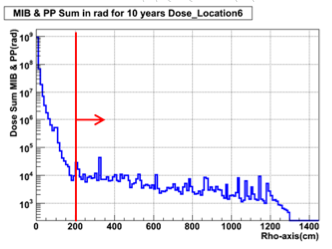 MIB & PP Sum in rad for 10 years Dose_Location6
Dose Sum MIB & PP(rad)
10⁹
10⁸
10⁷
10⁶
10⁵
10⁴
10³
0 200 400 600 800 1000 1200 1400
Rho-axis(cm)